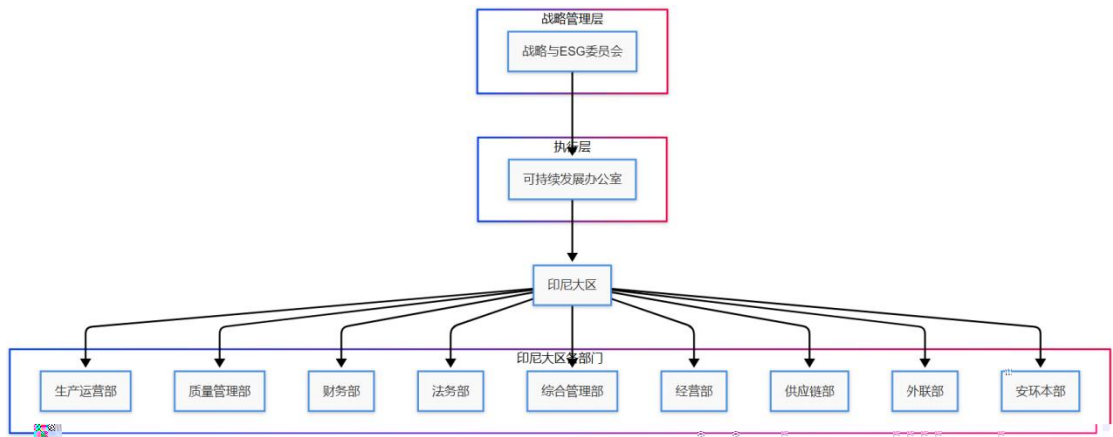 战略管理层
战略与ESG委员会
执行层
可持续发展办公室
印尼大区
印尼大区各部门
生产运营部
质量管理部
财务部
法务部
综合管理部
经营部
供应链部
外联部
安环本部